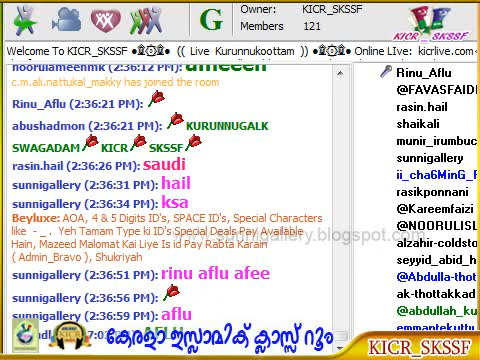 G
Owner: KICR_SKSSF
Members 121
KICR_SKSSF
Welcome To KICR_SKSSF (( Live Kurunnukoottam )) Online Live: kicrlive.com
noorulameenmk (2:36:12 PM): ameeen
c.m.ali.nattukal_makky has joined the room
Rinu_Aflu (2:36:21 PM):
abushadmon (2:36:21 PM): KURUNNUGALK
SWAGADAM KICR SKSSF
rasin.hail (2:36:26 PM): saudi
sunnigallery (2:36:31 PM): hail
sunnigallery (2:36:34 PM): ksa
Beyluxe: AOA, 4 & 5 Digits ID's, SPACE ID's, Special Characters
like - _ . Yeh Tamam Type ki ID's Special Deals Pay Available
Hain, Mazeed Malomat Kai Liye Is id Pay Rabta Karain
( Admin_Bravo ), Shukriyah
sunnigallery.blogspot.com
sunnigallery (2:36:51 PM): rinu aflu afee
sunnigallery (2:36:56 PM):
sunnigallery (2:36:59 PM): aflu
Rinu_Aflu
@FAVASFAIDI
rasin.hail
shaikali
munir_irumbuc
sunnigallery
ii_cha6MinG_F
rasikponnani
@Kareemfaizi
@NOORULISL
alzahir-coldsto
seyyid_abid_h
@Abdulla-thot
ak-thottakkad
@abdullah_ku
emmantekuttu
KICR
കേരളാ ഇസ്ലാമിക് ക്ലാസ്സ് റൂം
KICR_SKSSF